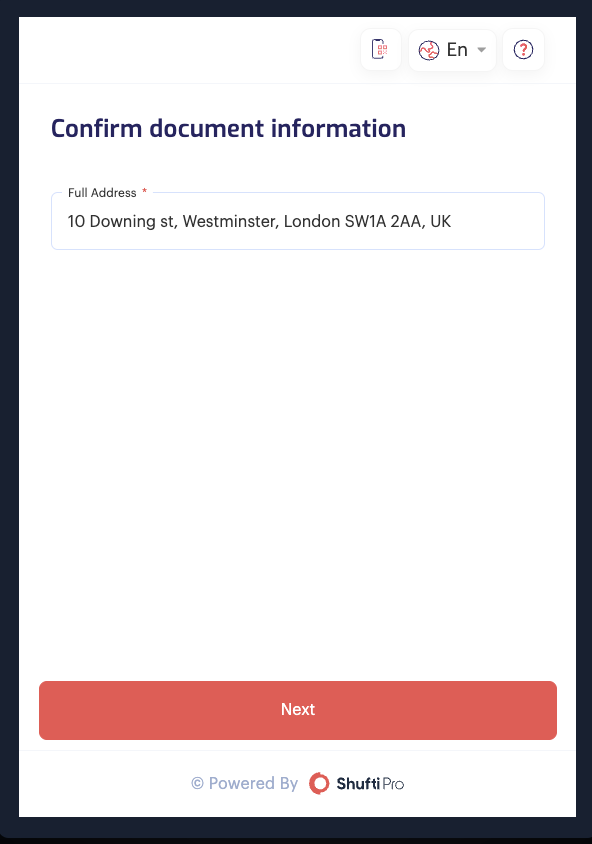 En
?
Confirm document information
Full Address *
10 Downing st, Westminster, London SW1A 2AA, UK
Next
© Powered By Shufti Pro